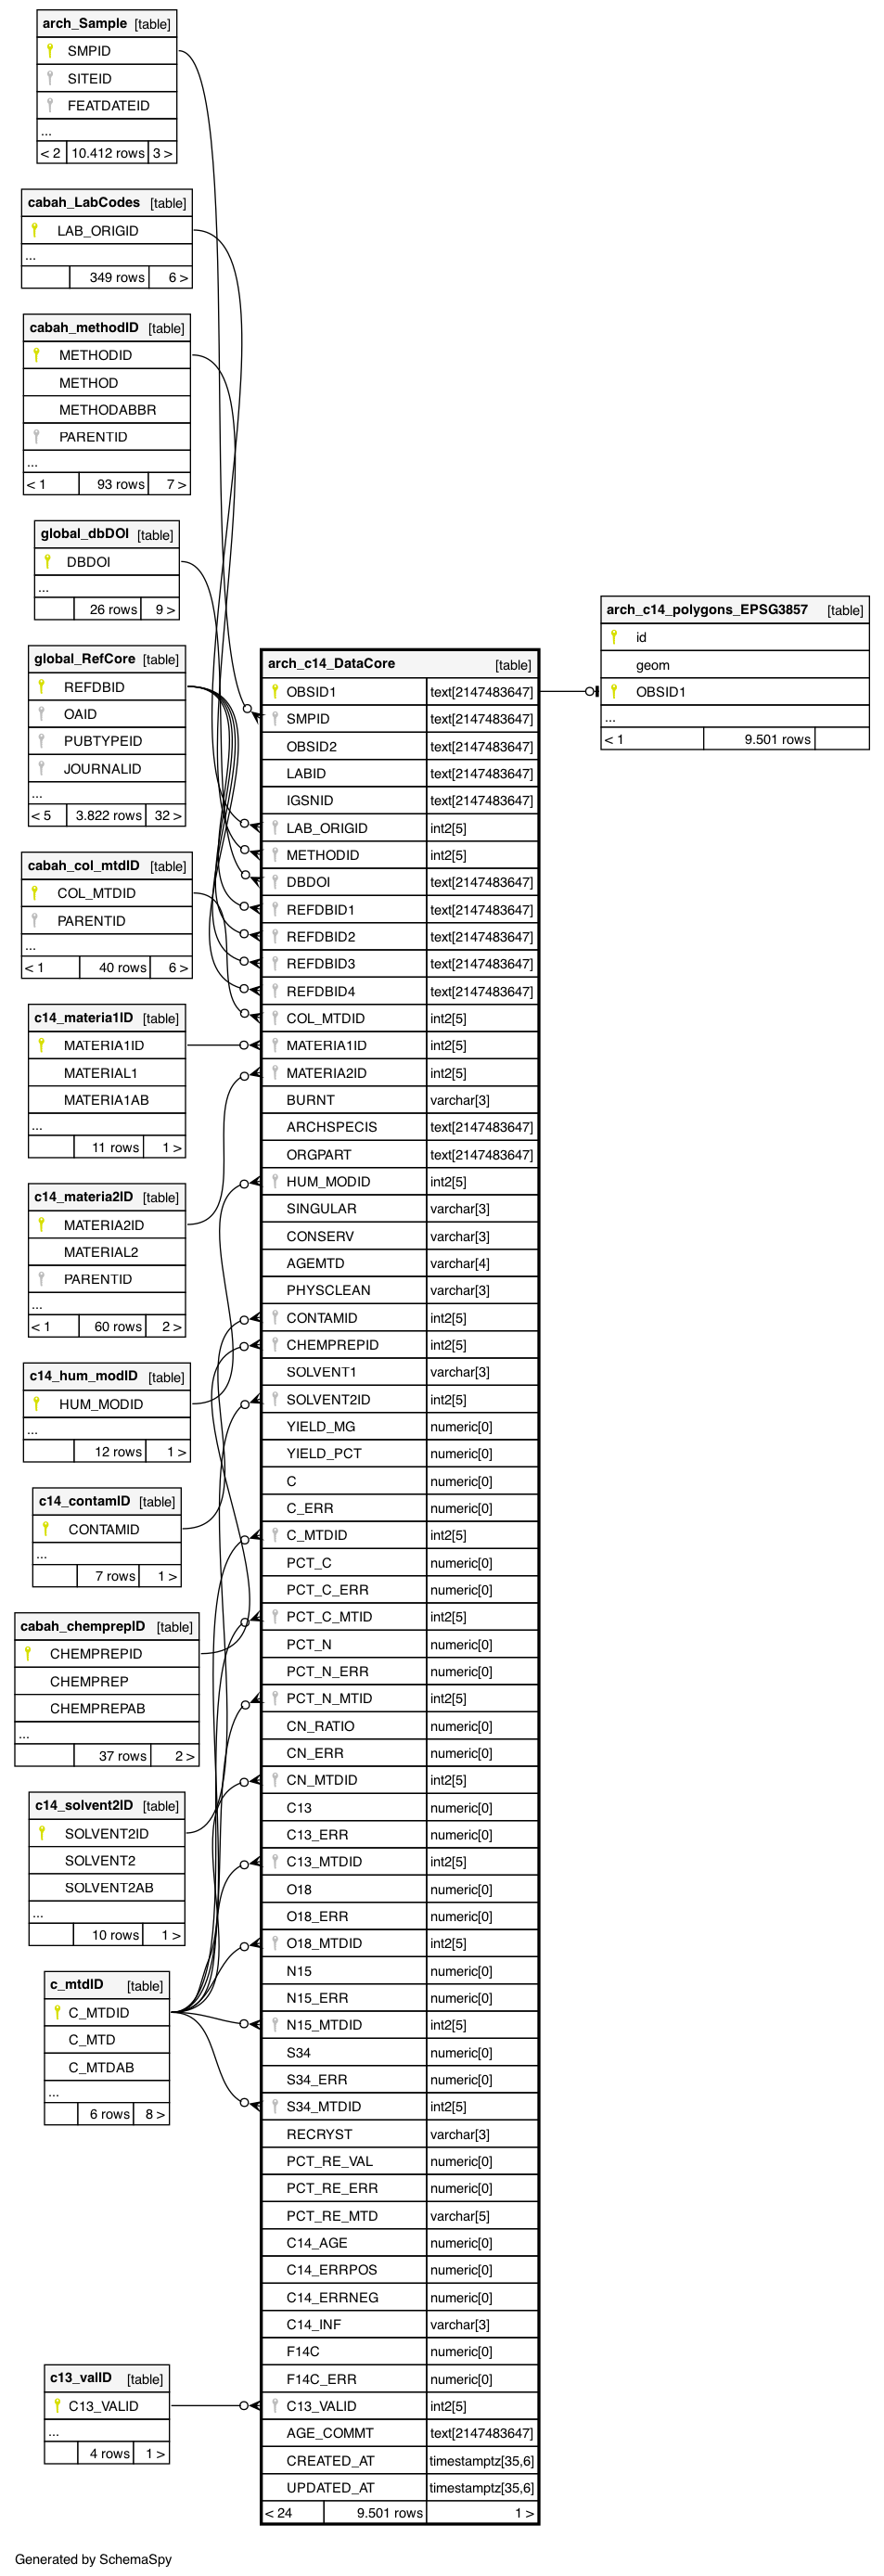 arch_Sample [table]
SMPID
SITEID
FEATDATEID
...
< 2 10.412 rows 3 >
cabah_LabCodes [table]
LAB_ORIGID
...
349 rows 6 >
cabah_methodID [table]
METHODID
METHOD
METHODABBR
PARENTID
...
< 1 93 rows 7 >
global_dbDOI [table]
DBDOI
...
26 rows 9 >
global_RefCore [table]
REFDBID
OAID
PUBTYPEID
JOURNALID
...
< 5 3.822 rows 32 >
cabah_col_mtdID [table]
COL_MTDID
PARENTID
...
< 1 40 rows 6 >
c14_materia1ID [table]
MATERIA1ID
MATERIAL1
MATERIA1AB
...
11 rows 1 >
c14_materia2ID [table]
MATERIA2ID
MATERIAL2
PARENTID
...
< 1 60 rows 2 >
c14_hum_modID [table]
HUM_MODID
...
12 rows 1 >
c14_contamID [table]
CONTAMID
...
7 rows 1 >
cabah_chemprepID [table]
CHEMPREPID
CHEMPREP
CHEMPREPAB
...
37 rows 2 >
c14_solvent2ID [table]
SOLVENT2ID
SOLVENT2
SOLVENT2AB
...
10 rows 1 >
c_mtdID [table]
C_MTDID
C_MTD
C_MTDAB
...
6 rows 8 >
c13_valID [table]
C13_VALID
...
4 rows 1 >
arch_c14_DataCore [table]
OBSID1 text[2147483647]
SMPID text[2147483647]
OBSID2 text[2147483647]
LABID text[2147483647]
IGSNID text[2147483647]
LAB_ORIGID int2[5]
METHODID int2[5]
DBDOI text[2147483647]
REFDBID1 text[2147483647]
REFDBID2 text[2147483647]
REFDBID3 text[2147483647]
REFDBID4 text[2147483647]
COL_MTDID int2[5]
MATERIA1ID int2[5]
MATERIA2ID int2[5]
BURNT varchar[3]
ARCHSPECIS text[2147483647]
ORGPART text[2147483647]
HUM_MODID int2[5]
SINGULAR varchar[3]
CONSERV varchar[3]
AGEMTD varchar[4]
PHYSCLEAN varchar[3]
CONTAMID int2[5]
CHEMPREPID int2[5]
SOLVENT1 varchar[3]
SOLVENT2ID int2[5]
YIELD_MG numeric[0]
YIELD_PCT numeric[0]
C numeric[0]
C_ERR numeric[0]
C_MTDID int2[5]
PCT_C numeric[0]
PCT_C_ERR numeric[0]
PCT_C_MTID int2[5]
PCT_N numeric[0]
PCT_N_ERR numeric[0]
PCT_N_MTID int2[5]
CN_RATIO numeric[0]
CN_ERR numeric[0]
CN_MTDID int2[5]
C13 numeric[0]
C13_ERR numeric[0]
C13_MTDID int2[5]
O18 numeric[0]
O18_ERR numeric[0]
O18_MTDID int2[5]
N15 numeric[0]
N15_ERR numeric[0]
N15_MTDID int2[5]
S34 numeric[0]
S34_ERR numeric[0]
S34_MTDID int2[5]
RECRYST varchar[3]
PCT_RE_VAL numeric[0]
PCT_RE_ERR numeric[0]
PCT_RE_MTD varchar[5]
C14_AGE numeric[0]
C14_ERRPOS numeric[0]
C14_ERRNEG numeric[0]
C14_INF varchar[3]
F14C numeric[0]
F14C_ERR numeric[0]
C13_VALID int2[5]
AGE_COMMT text[2147483647]
CREATED_AT timestamptz[35,6]
UPDATED_AT timestamptz[35,6]
< 24 9.501 rows 1 >
arch_c14_polygons_EPSG3857 [table]
id
geom
OBSID1
...
< 1 9.501 rows
Generated by SchemaSpy